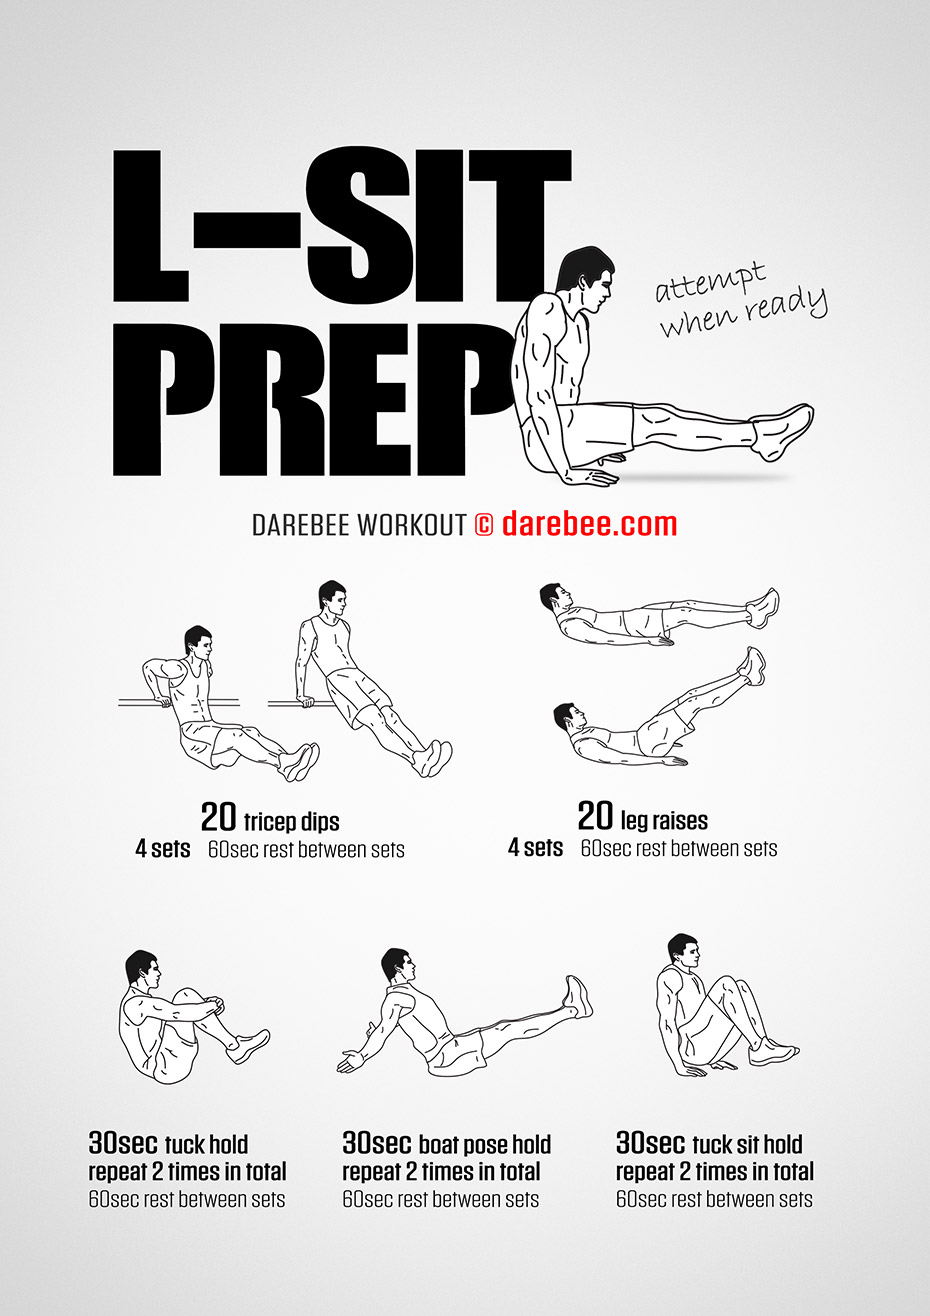 L-SIT
PREP
attempt
when ready
DAREBEE WORKOUT © darebee.com
20 tricep dips
4 sets 60sec rest between sets
20 leg raises
4 sets 60sec rest between sets
30sec tuck hold
repeat 2 times in total
60sec rest between sets
30sec boat pose hold
repeat 2 times in total
60sec rest between sets
30sec tuck sit hold
repeat 2 times in total
60sec rest between sets